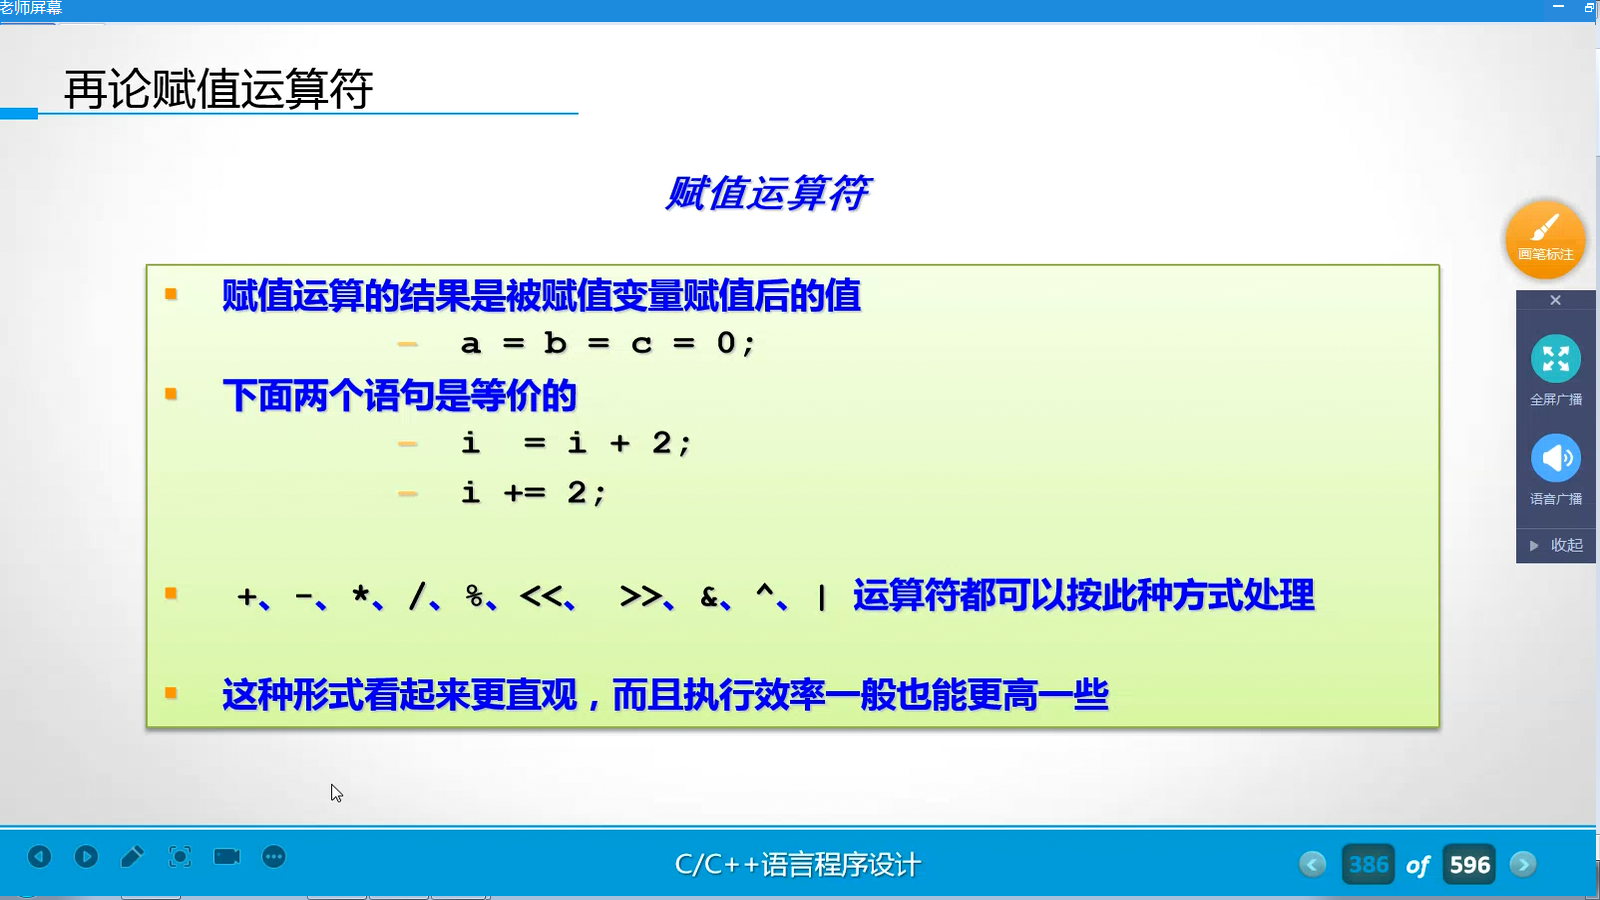 老师屏幕
再论赋值运算符
赋值运算符
赋值运算的结果是被赋值变量赋值后的值
– a = b = c = 0;
下面两个语句是等价的
– i = i + 2;
– i += 2;
+、-、*、/、%、<<、 >>、&、^、| 运算符都可以按此种方式处理
这种形式看起来更直观，而且执行效率一般也能更高一些
画笔标注
全屏广播
语音广播
收起
C/C++语言程序设计
386 of 596